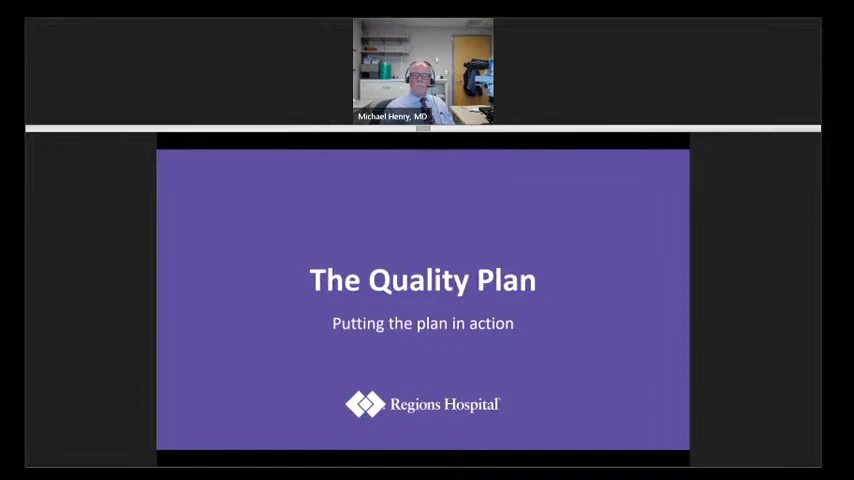 Michael Henry, MD
The Quality Plan
Putting the plan in action
Regions Hospital